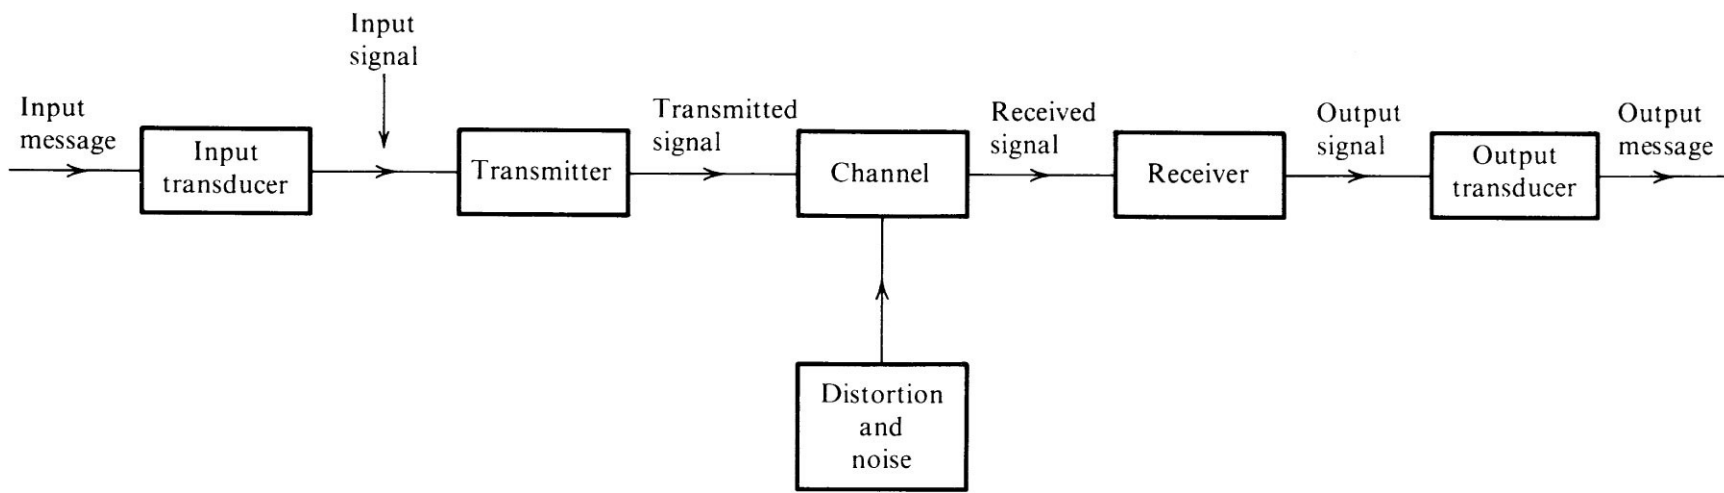 Input
signal
Input
message
Input
transducer
Transmitter
Transmitted
signal
Channel
Received
signal
Receiver
Output
signal
Output
transducer
Output
message
Distortion
and
noise